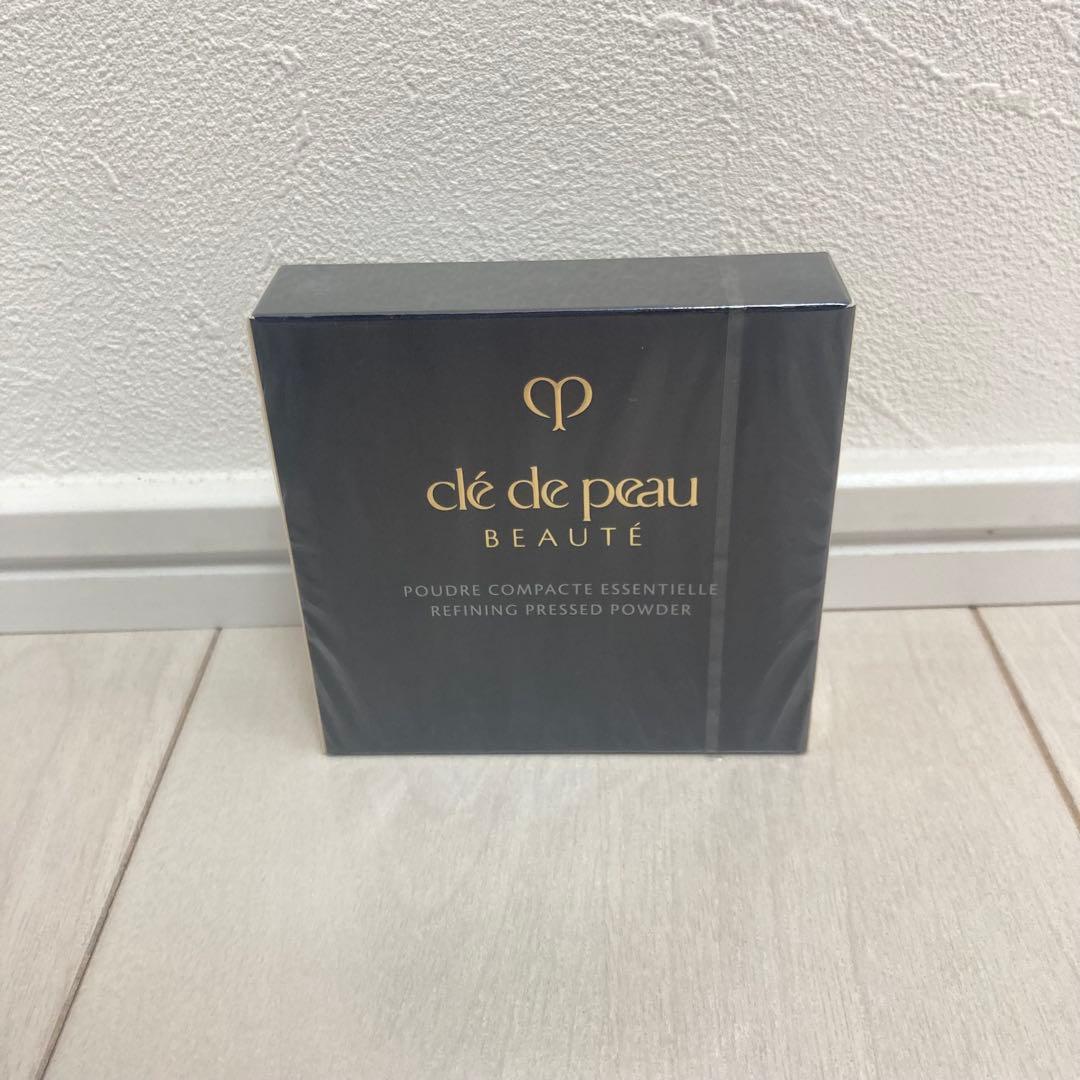 clé de peau
BEAUTÉ
POUDRE COMPACTE ESSENTIELLE
REFINING PRESSED POWDER